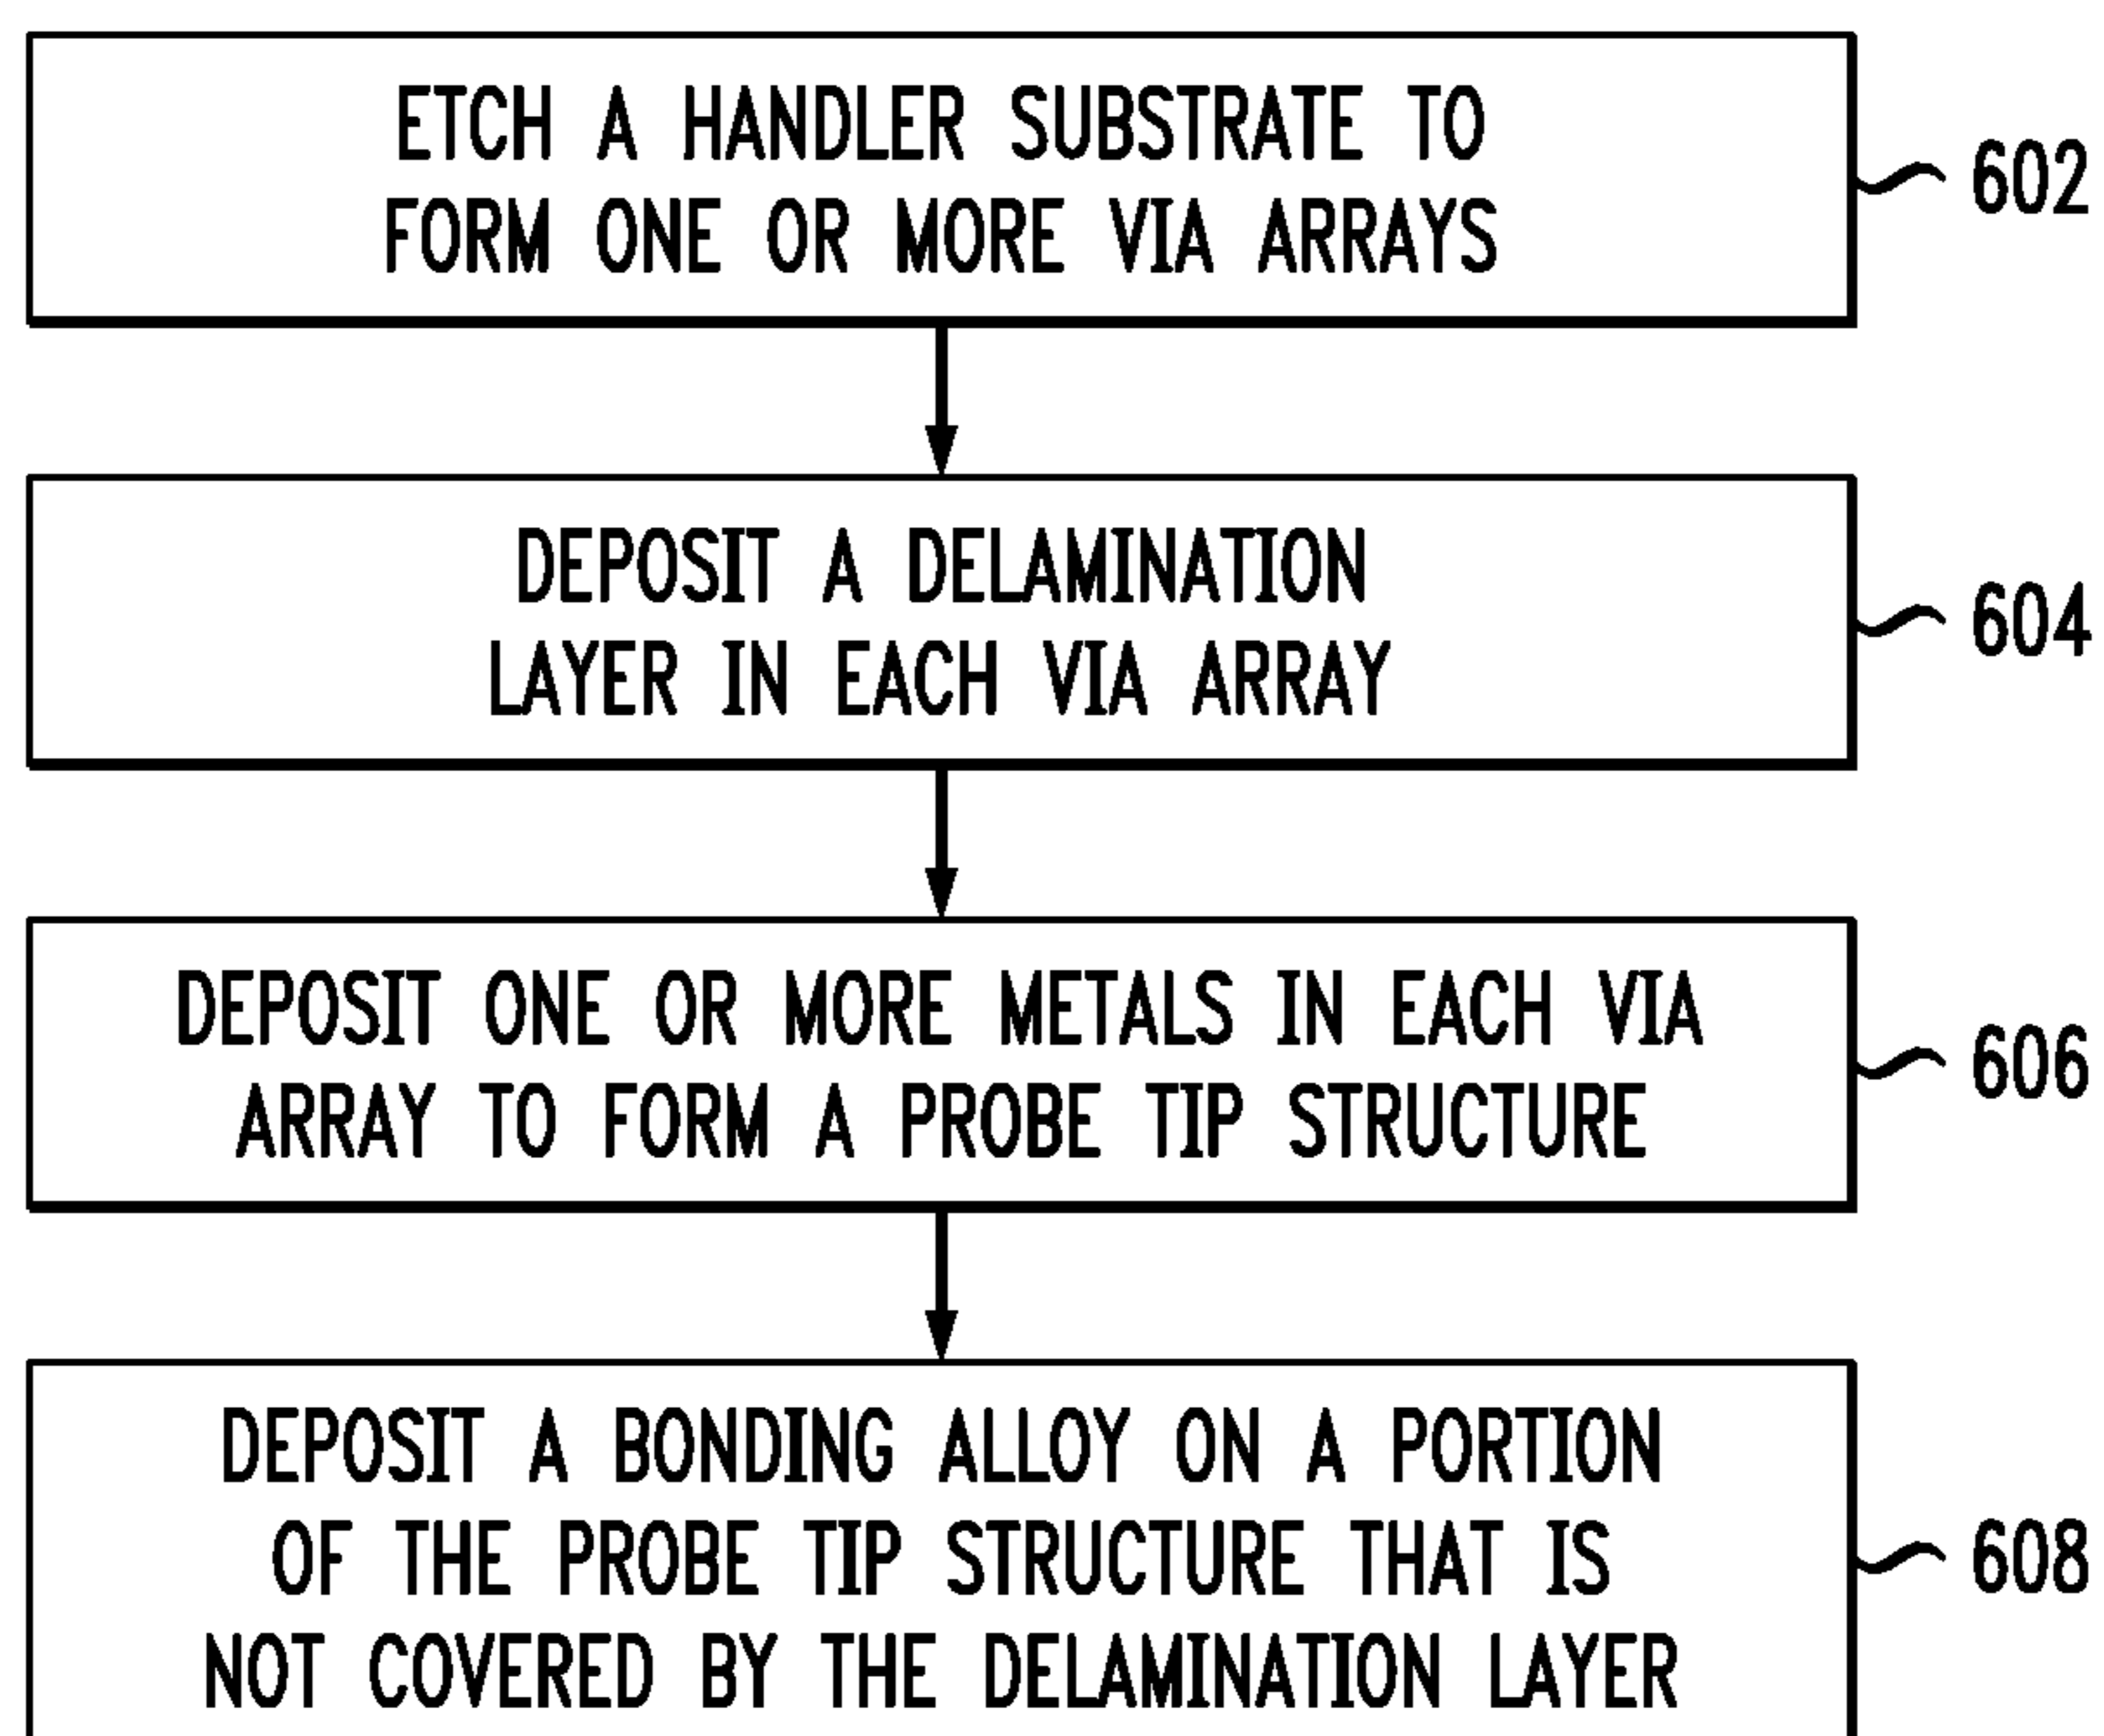 ETCH A HANDLER SUBSTRATE TO
FORM ONE OR MORE VIA ARRAYS
602
DEPOSIT A DELAMINATION
LAYER IN EACH VIA ARRAY
604
DEPOSIT ONE OR MORE METALS IN EACH VIA
ARRAY TO FORM A PROBE TIP STRUCTURE
606
DEPOSIT A BONDING ALLOY ON A PORTION
OF THE PROBE TIP STRUCTURE THAT IS
NOT COVERED BY THE DELAMINATION LAYER
608